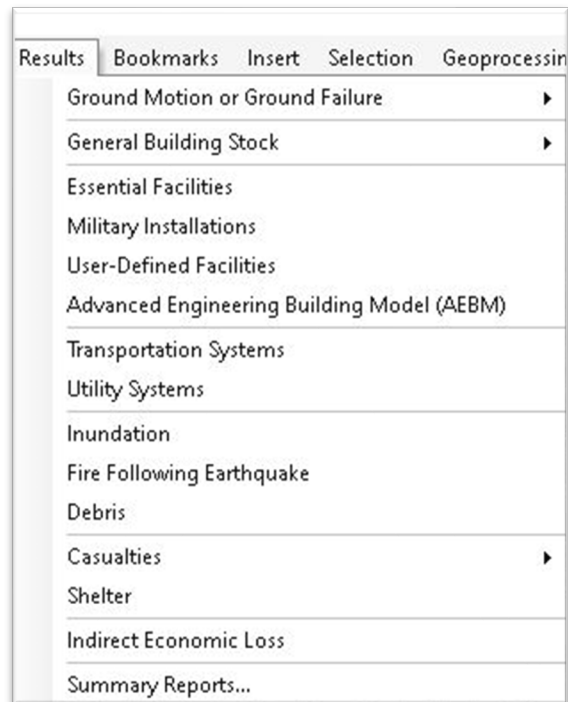 Results Bookmarks Insert Selection Geoprocessin
Ground Motion or Ground Failure
General Building Stock
Essential Facilities
Military Installations
User-Defined Facilities
Advanced Engineering Building Model (AEBM)
Transportation Systems
Utility Systems
Inundation
Fire Following Earthquake
Debris
Casualties
Shelter
Indirect Economic Loss
Summary Reports...